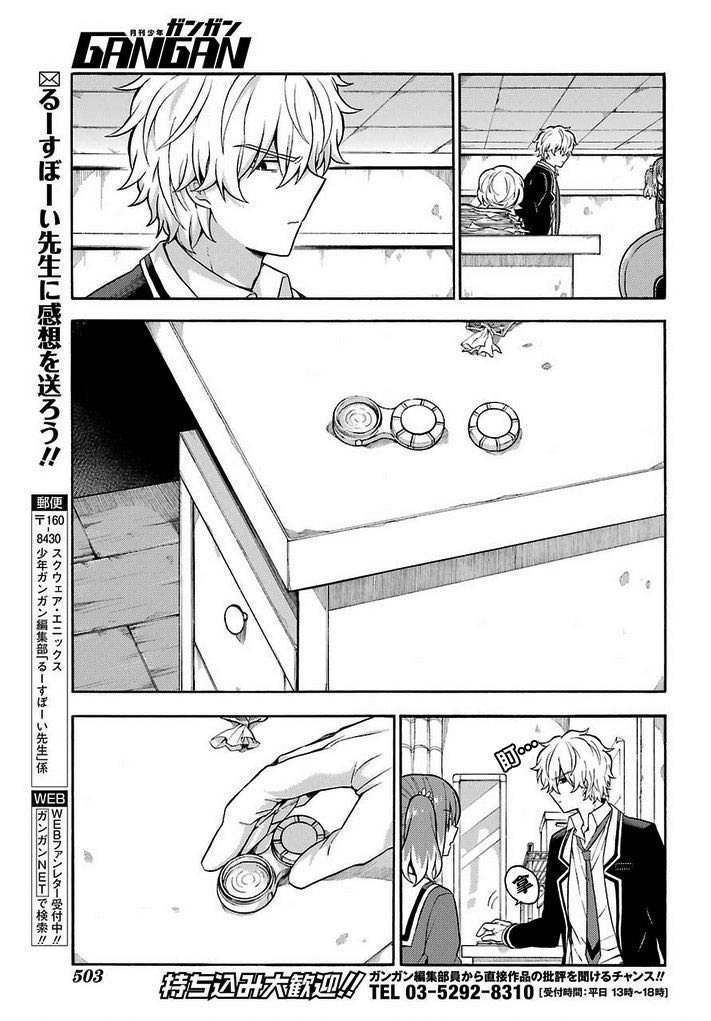 月刊少年
ガンガン
GANGAN
るーすぼーい先生に感想を送ろう!!
郵便
〒160-8430 スクウェア・エニックス
少年ガンガン編集部「るーすぼーい先生」係
WEB
WEBファンレター受付中!!
ガンガンNETで検索!!
盯…
拿
503
持ち込み大歓迎!!
ガンガン編集部員から直接作品の批評を聞けるチャンス!!
TEL 03-5292-8310 [受付時間:平日 13時〜18時]